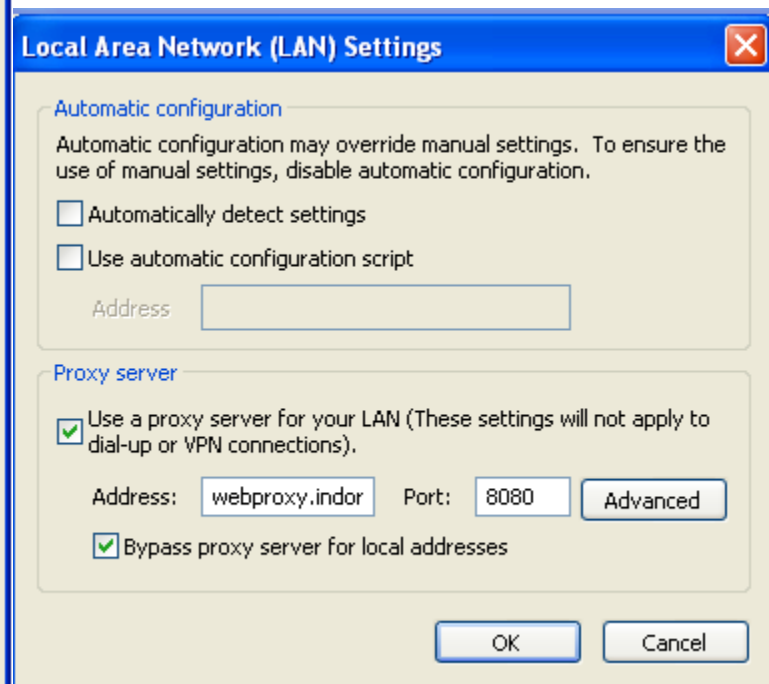 Local Area Network (LAN) Settings
Automatic configuration
Automatic configuration may override manual settings. To ensure the
use of manual settings, disable automatic configuration.
Automatically detect settings
Use automatic configuration script
Address
Proxy server
Use a proxy server for your LAN (These settings will not apply to
dial-up or VPN connections).
Address: webproxy.indor Port: 8080 Advanced
Bypass proxy server for local addresses
OK Cancel